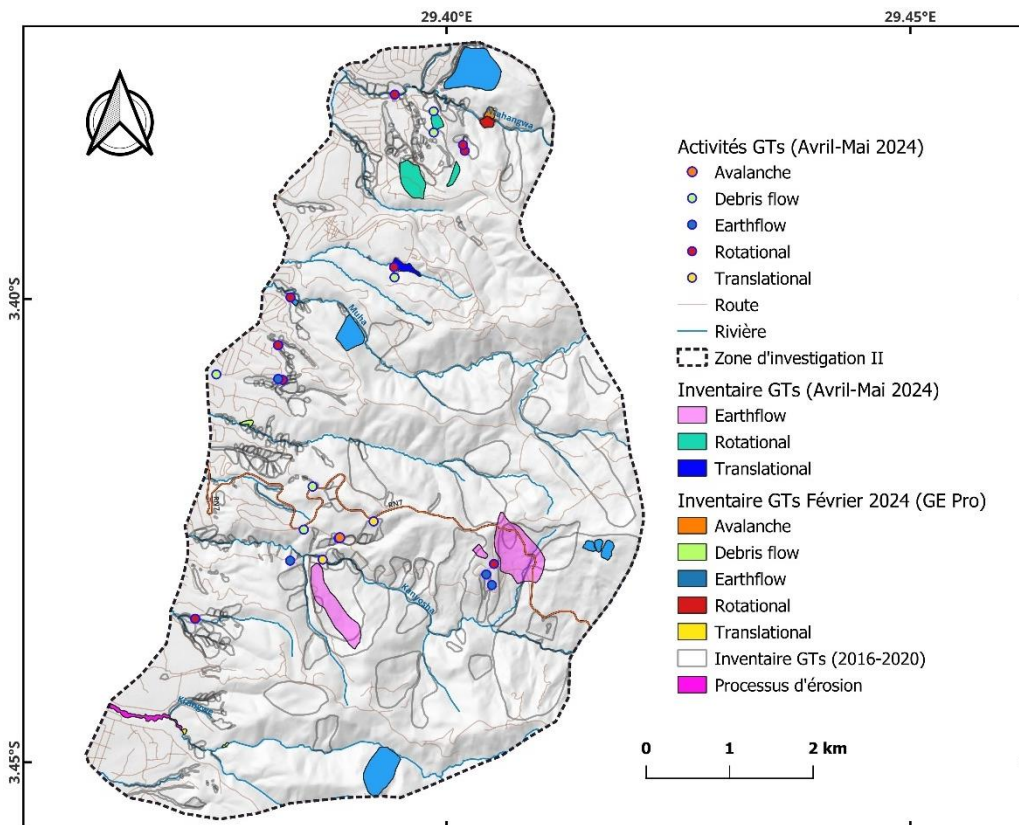 29.40°E
29.45°E
3.40°S
3.45°S
Muha
RN7
RN7
Kanyosha
Activités GTs (Avril-Mai 2024)
Avalanche
Debris flow
Earthflow
Rotational
Translational
Route
Rivière
Zone d'investigation II
Inventaire GTs (Avril-Mai 2024)
Earthflow
Rotational
Translational
Inventaire GTs Février 2024 (GE Pro)
Avalanche
Debris flow
Earthflow
Rotational
Translational
Inventaire GTs (2016-2020)
Processus d'érosion
0 1 2 km